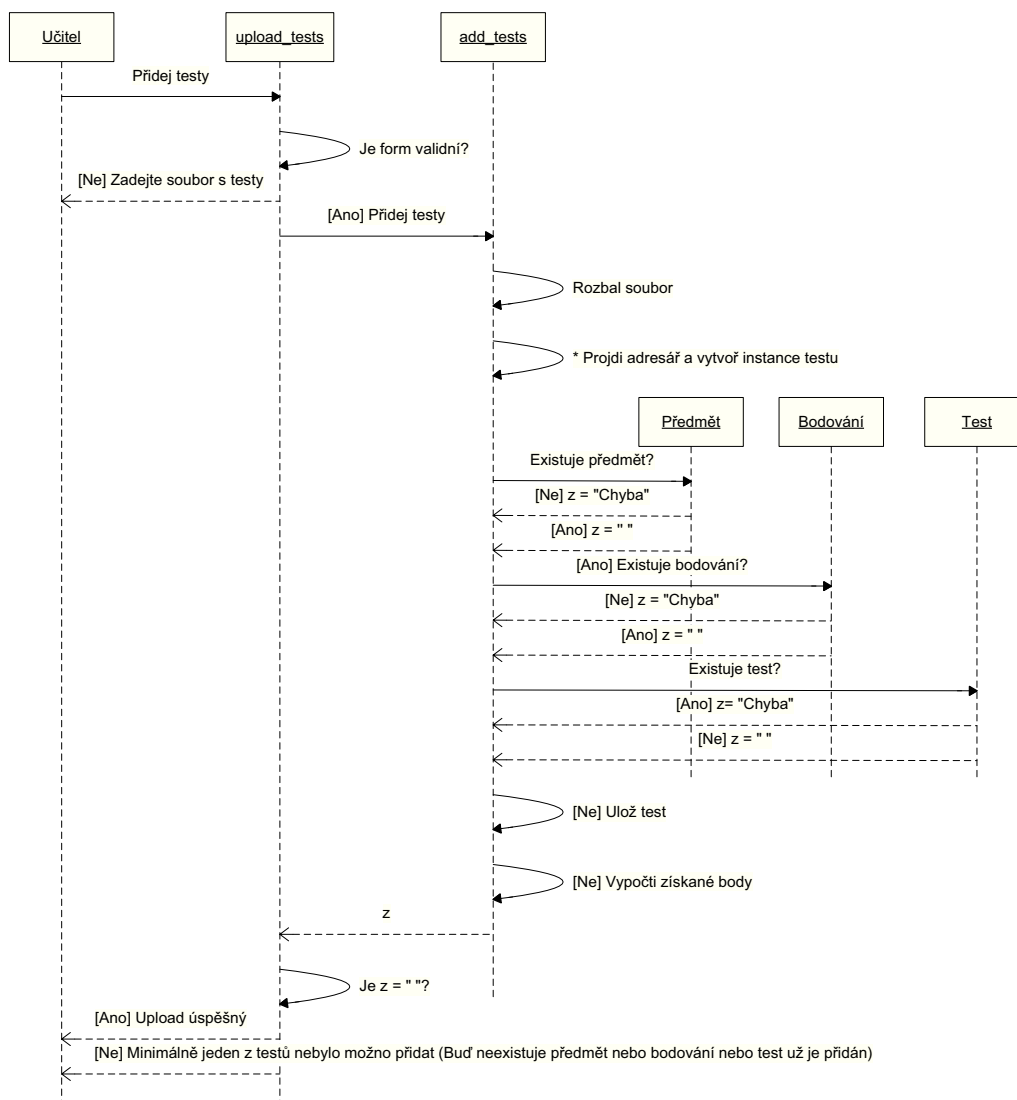 Učitel
upload_tests
add_tests
Přidej testy
Je form validní?
[Ne] Zadejte soubor s testy
[Ano] Přidej testy
Rozbal soubor
* Projdi adresář a vytvoř instance testu
Předmět
Bodování
Test
Existuje předmět?
[Ne] z = "Chyba"
[Ano] z = " "
[Ano] Existuje bodování?
[Ne] z = "Chyba"
[Ano] z = " "
Existuje test?
[Ano] z= "Chyba"
[Ne] z = " "
[Ne] Ulož test
[Ne] Vypočti získané body
z
Je z = " "?
[Ano] Upload úspěšný
[Ne] Minimálně jeden z testů nebylo možno přidat (Buď neexistuje předmět nebo bodování nebo test už je přidán)